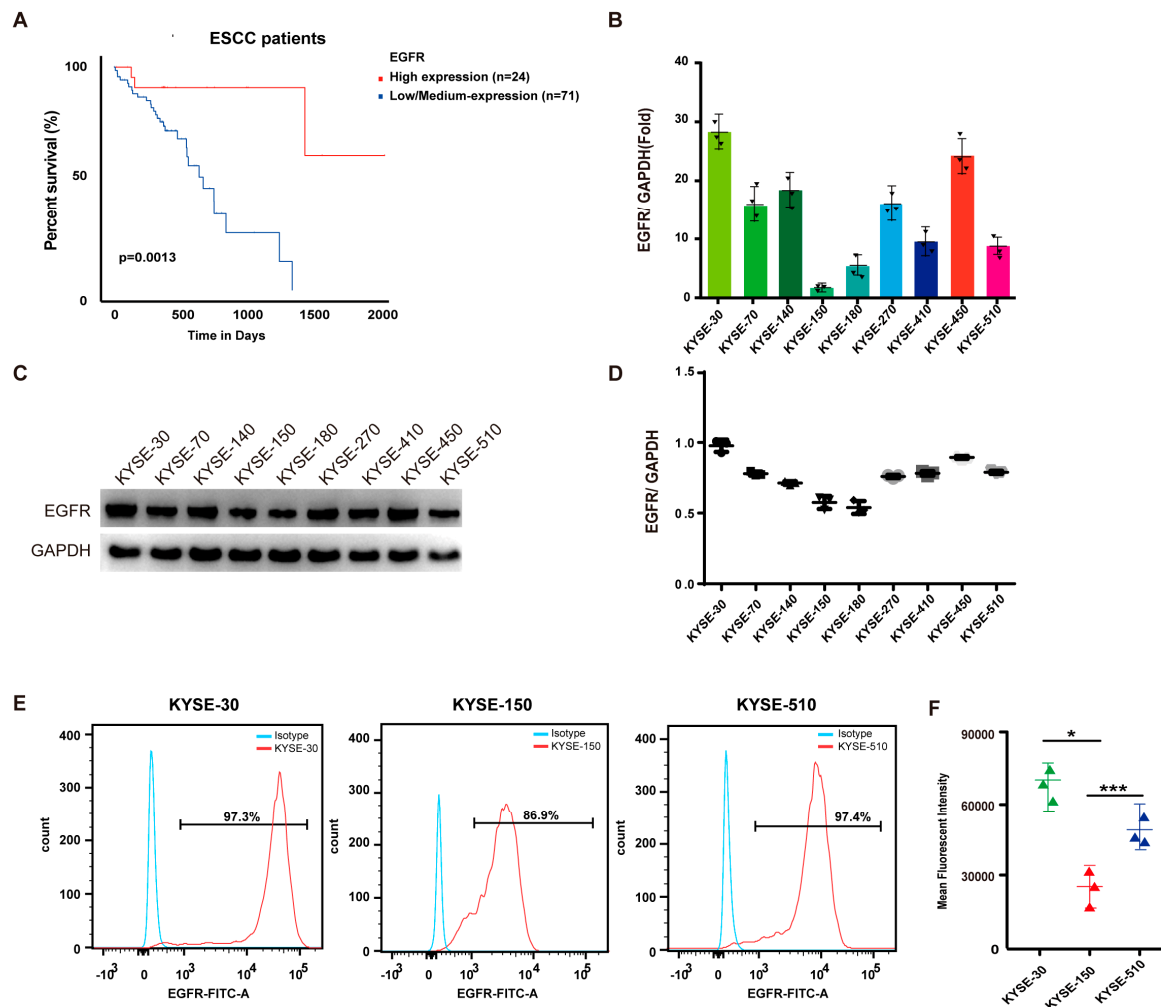 A
ESCC patients
EGFR
High expression (n=24)
Low/Medium-expression (n=71)
Percent survival (%)
100
50
0
p=0.0013
0 500 1000 1500 2000
Time in Days
B
EGFR/ GAPDH(Fold)
40
30
20
10
0
KYSE-30 KYSE-70 KYSE-140 KYSE-150 KYSE-180 KYSE-270 KYSE-410 KYSE-450 KYSE-510
C
KYSE-30 KYSE-70 KYSE-140 KYSE-150 KYSE-180 KYSE-270 KYSE-410 KYSE-450 KYSE-510
EGFR
GAPDH
D
EGFR/ GAPDH
1.5
1.0
0.5
0.0
KYSE-30 KYSE-70 KYSE-140 KYSE-150 KYSE-180 KYSE-270 KYSE-410 KYSE-450 KYSE-510
E
KYSE-30
Isotype
KYSE-30
count
400
300
200
100
0
97.3%
-10³ 0 10³ 10⁴ 10⁵
EGFR-FITC-A
KYSE-150
Isotype
KYSE-150
count
400
300
200
100
0
86.9%
-10³ 0 10³ 10⁴ 10⁵
EGFR-FITC-A
KYSE-510
Isotype
KYSE-510
count
400
300
200
100
0
97.4%
-10³ 0 10³ 10⁴ 10⁵
EGFR-FITC-A
F
Mean Fluorescent Intensity
90000
60000
30000
0
*
***
KYSE-30 KYSE-150 KYSE-510